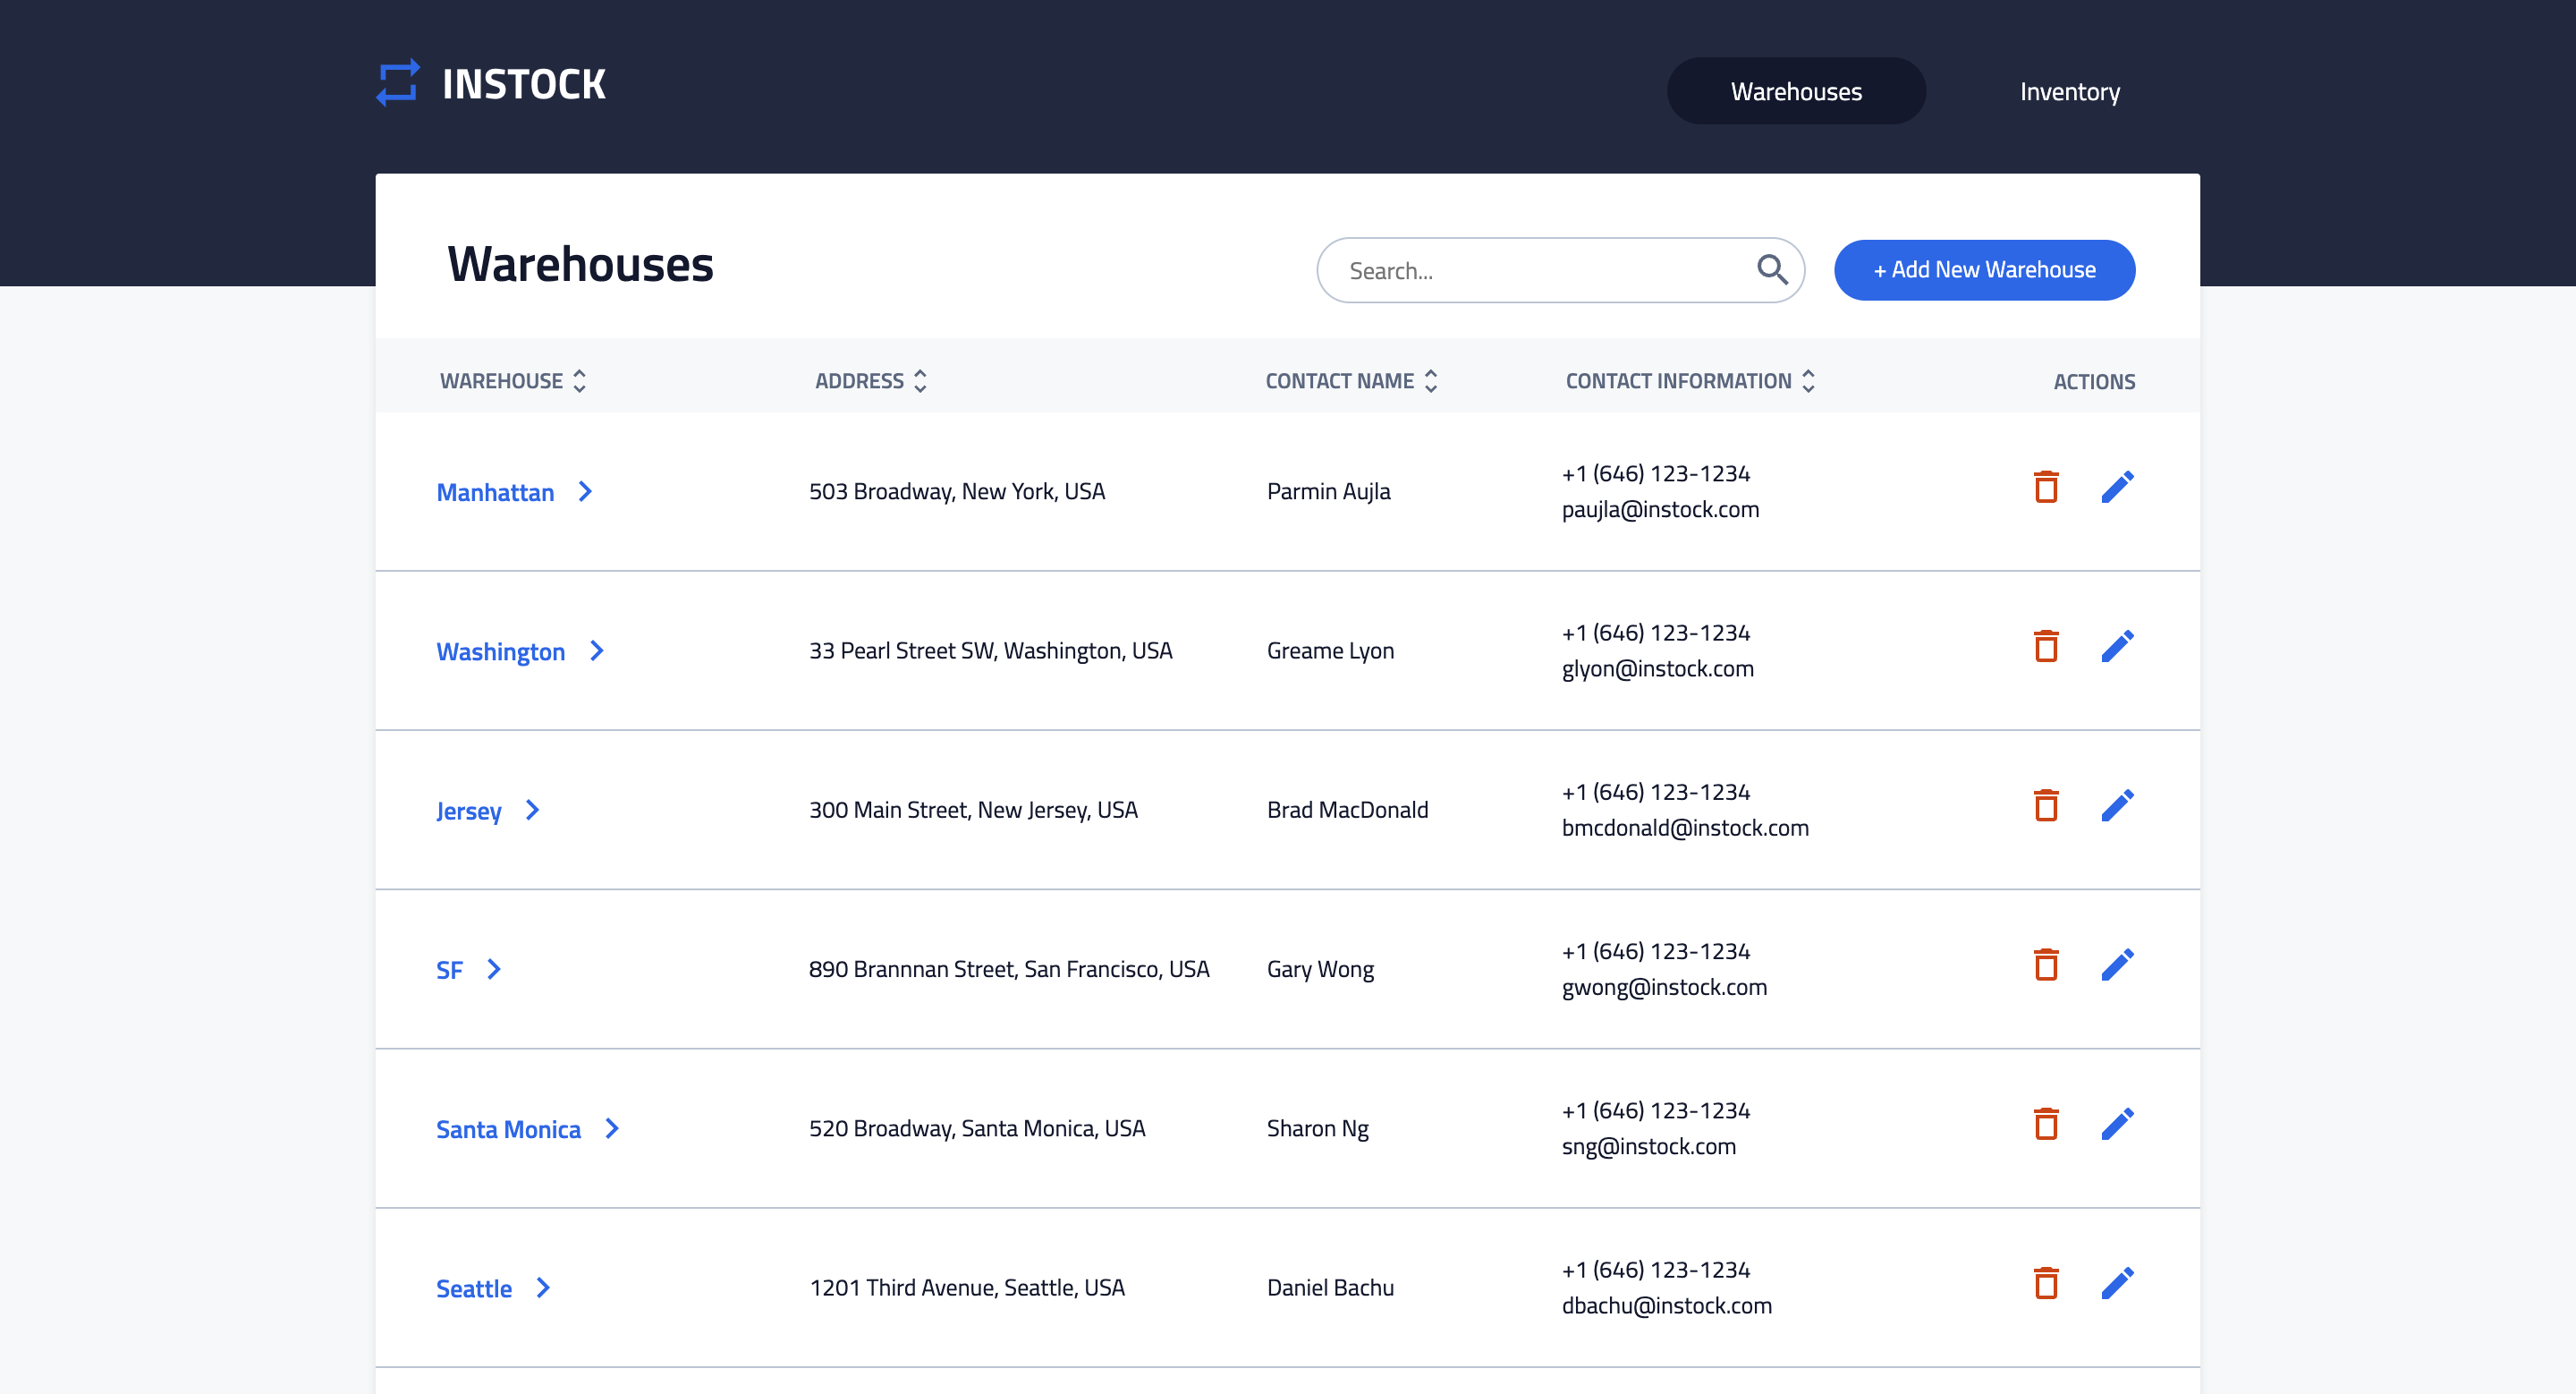 INSTOCK
Warehouses
Inventory
Warehouses
Search...
+ Add New Warehouse
WAREHOUSE
ADDRESS
CONTACT NAME
CONTACT INFORMATION
ACTIONS
Manhattan
503 Broadway, New York, USA
Parmin Aujla
+1 (646) 123-1234
paujla@instock.com
Washington
33 Pearl Street SW, Washington, USA
Greame Lyon
+1 (646) 123-1234
glyon@instock.com
Jersey
300 Main Street, New Jersey, USA
Brad MacDonald
+1 (646) 123-1234
bmcdonald@instock.com
SF
890 Brannnan Street, San Francisco, USA
Gary Wong
+1 (646) 123-1234
gwong@instock.com
Santa Monica
520 Broadway, Santa Monica, USA
Sharon Ng
+1 (646) 123-1234
sng@instock.com
Seattle
1201 Third Avenue, Seattle, USA
Daniel Bachu
+1 (646) 123-1234
dbachu@instock.com